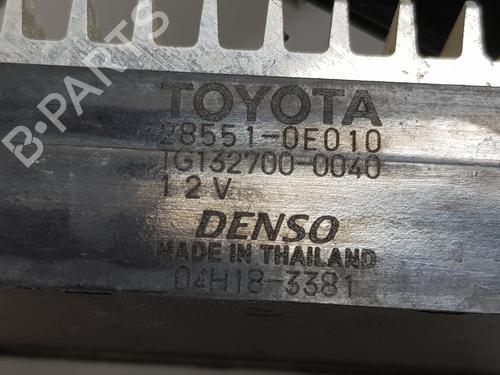 B-PARTS
TOYOTA
28551-0E010
TG132700-0040
12V
DENSO
MADE IN THAILAND
04H18-3381